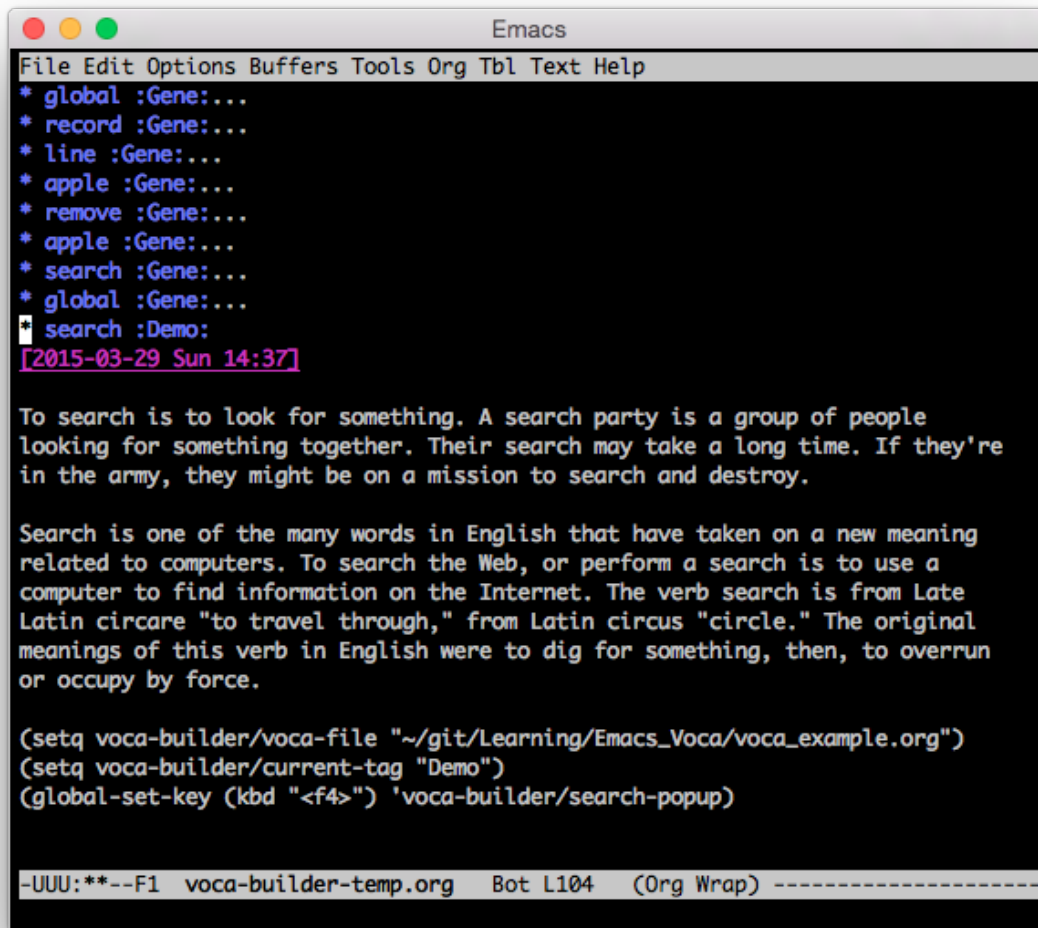 Emacs
File Edit Options Buffers Tools Org Tbl Text Help
* global :Gene:...
* record :Gene:...
* line :Gene:...
* apple :Gene:...
* remove :Gene:...
* apple :Gene:...
* search :Gene:...
* global :Gene:...
* search :Demo:
[2015-03-29 Sun 14:37]
To search is to look for something. A search party is a group of people
looking for something together. Their search may take a long time. If they're
in the army, they might be on a mission to search and destroy.
Search is one of the many words in English that have taken on a new meaning
related to computers. To search the Web, or perform a search is to use a
computer to find information on the Internet. The verb search is from Late
Latin circare "to travel through," from Latin circus "circle." The original
meanings of this verb in English were to dig for something, then, to overrun
or occupy by force.
(setq voca-builder/voca-file "~/git/Learning/Emacs_Voca/voca_example.org")
(setq voca-builder/current-tag "Demo")
(global-set-key (kbd "<f4>") 'voca-builder/search-popup)
-UUU:**--F1  voca-builder-temp.org   Bot L104   (Org Wrap) ---------------------